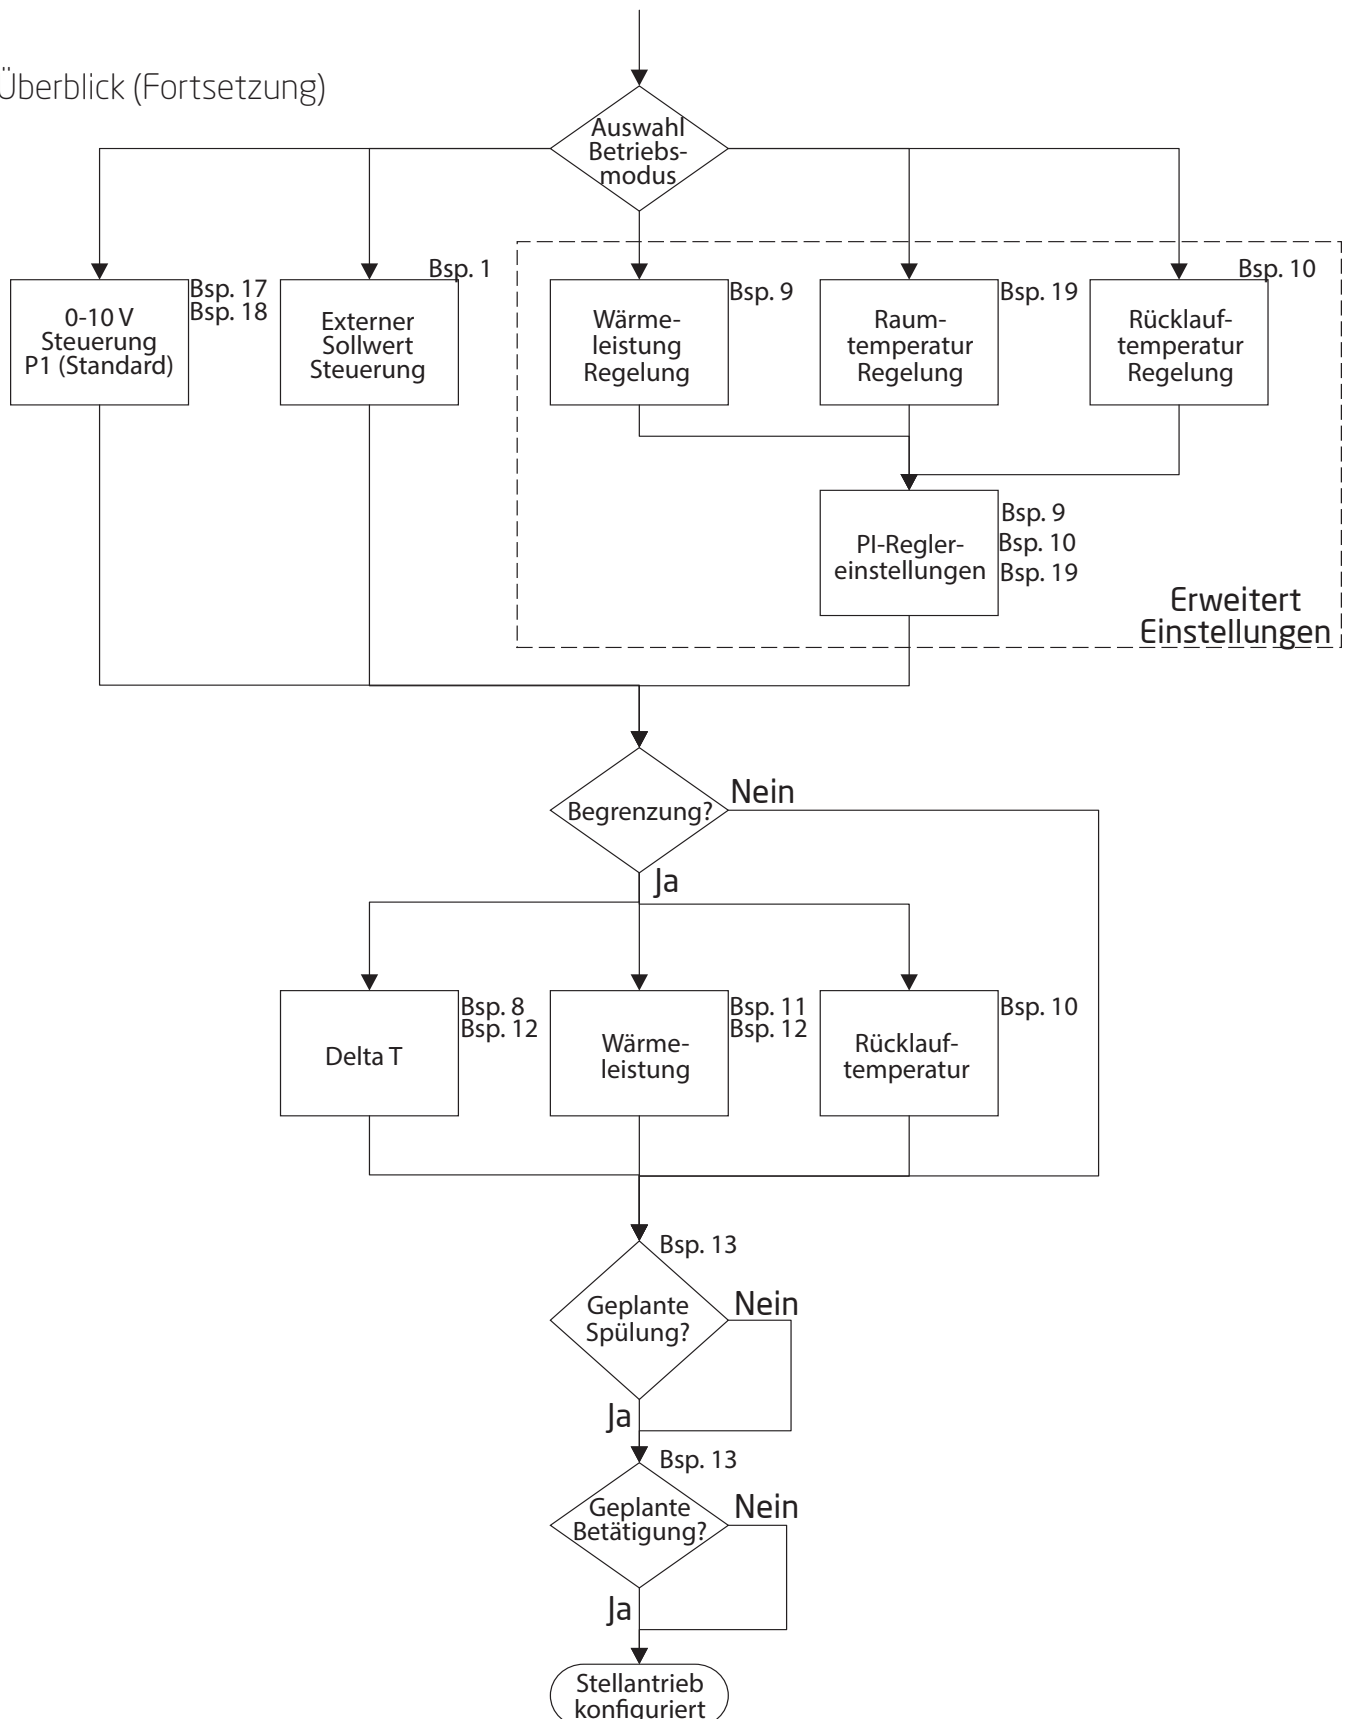 Überblick (Fortsetzung)
Auswahl
Betriebs-
modus
0-10 V
Steuerung
P1 (Standard)
Bsp. 17
Bsp. 18
Externer
Sollwert
Steuerung
Bsp. 1
Wärme-
leistung
Regelung
Bsp. 9
Raum-
temperatur
Regelung
Bsp. 19
Rücklauf-
temperatur
Regelung
Bsp. 10
PI-Regler-
einstellungen
Bsp. 9
Bsp. 10
Bsp. 19
Erweitert
Einstellungen
Begrenzung?
Nein
Ja
Delta T
Bsp. 8
Bsp. 12
Wärme-
leistung
Bsp. 11
Bsp. 12
Rücklauf-
temperatur
Bsp. 10
Bsp. 13
Geplante
Spülung?
Nein
Ja
Bsp. 13
Geplante
Betätigung?
Nein
Ja
Stellantrieb
konfiguriert